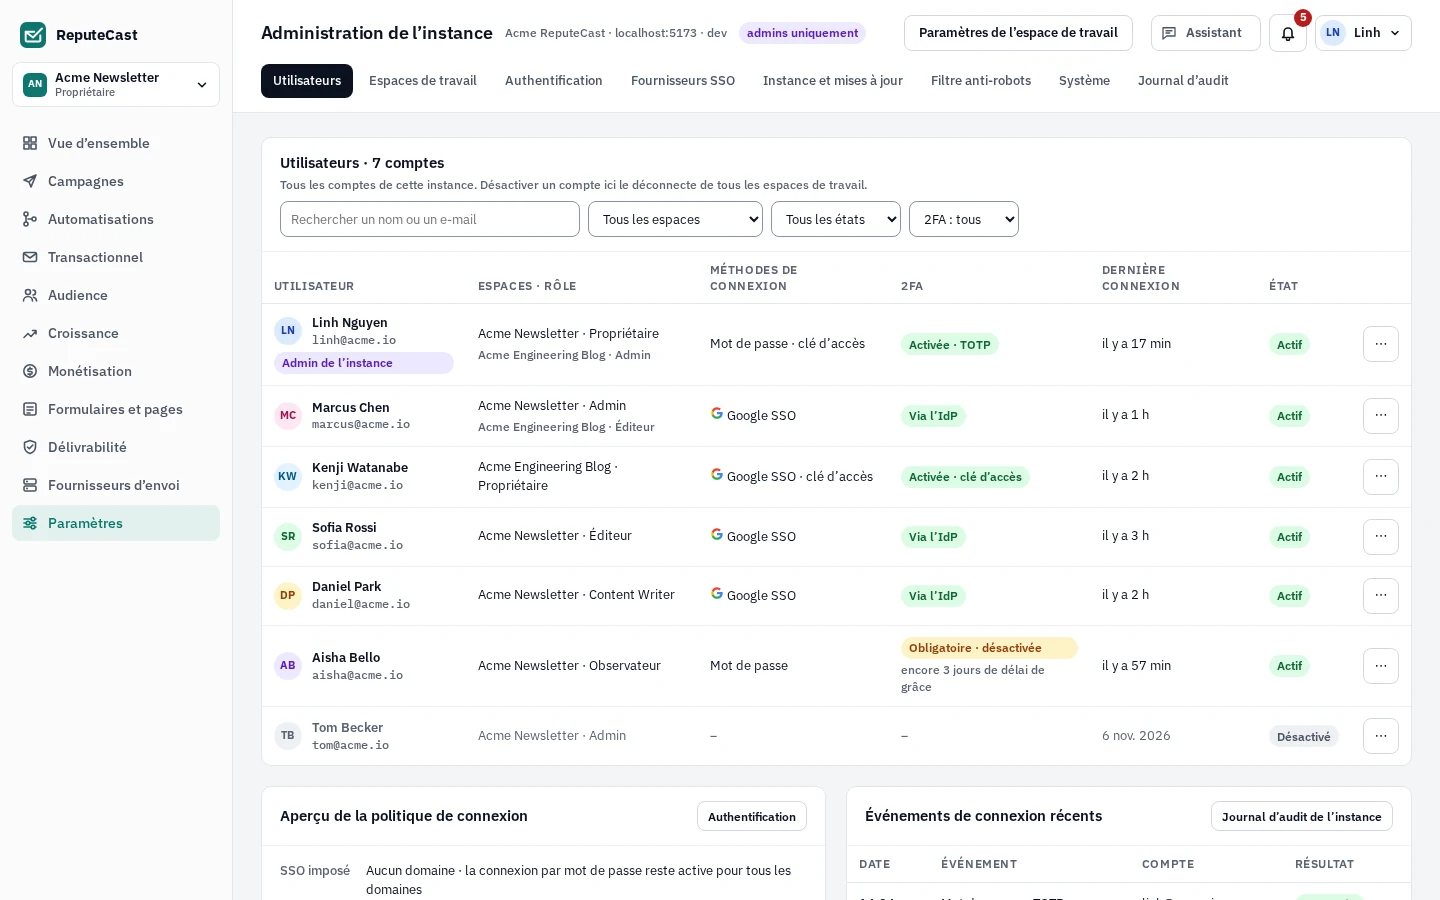 ReputeCast
AN
Acme Newsletter
Propriétaire
Vue d’ensemble
Campagnes
Automatisations
Transactionnel
Audience
Croissance
Monétisation
Formulaires et pages
Délivrabilité
Fournisseurs d’envoi
Paramètres
Administration de l’instance
Acme ReputeCast · localhost:5173 · dev
admins uniquement
Paramètres de l’espace de travail
Assistant
5
LN
Linh
Utilisateurs
Espaces de travail
Authentification
Fournisseurs SSO
Instance et mises à jour
Filtre anti-robots
Système
Journal d’audit
Utilisateurs · 7 comptes
Tous les comptes de cette instance. Désactiver un compte ici le déconnecte de tous les espaces de travail.
Rechercher un nom ou un e-mail
Tous les espaces
Tous les états
2FA : tous
UTILISATEUR
ESPACES · RÔLE
MÉTHODES DE
CONNEXION
2FA
DERNIÈRE
CONNEXION
ÉTAT
LN
Linh Nguyen
linh@acme.io
Admin de l’instance
Acme Newsletter · Propriétaire
Acme Engineering Blog · Admin
Mot de passe · clé d’accès
Activée · TOTP
il y a 17 min
Actif
···
MC
Marcus Chen
marcus@acme.io
Acme Newsletter · Admin
Acme Engineering Blog · Éditeur
Google SSO
Via l’IdP
il y a 1 h
Actif
···
KW
Kenji Watanabe
kenji@acme.io
Acme Engineering Blog ·
Propriétaire
Google SSO · clé d’accès
Activée · clé d’accès
il y a 2 h
Actif
···
SR
Sofia Rossi
sofia@acme.io
Acme Newsletter · Éditeur
Google SSO
Via l’IdP
il y a 3 h
Actif
···
DP
Daniel Park
daniel@acme.io
Acme Newsletter · Content Writer
Google SSO
Via l’IdP
il y a 2 h
Actif
···
AB
Aisha Bello
aisha@acme.io
Acme Newsletter · Observateur
Mot de passe
Obligatoire · désactivée
encore 3 jours de délai de
grâce
il y a 57 min
Actif
···
TB
Tom Becker
tom@acme.io
Acme Newsletter · Admin
–
–
6 nov. 2026
Désactivé
···
Aperçu de la politique de connexion
Authentification
SSO imposé
Aucun domaine · la connexion par mot de passe reste active pour tous les
domaines
Événements de connexion récents
Journal d’audit de l’instance
DATE
ÉVÉNEMENT
COMPTE
RÉSULTAT